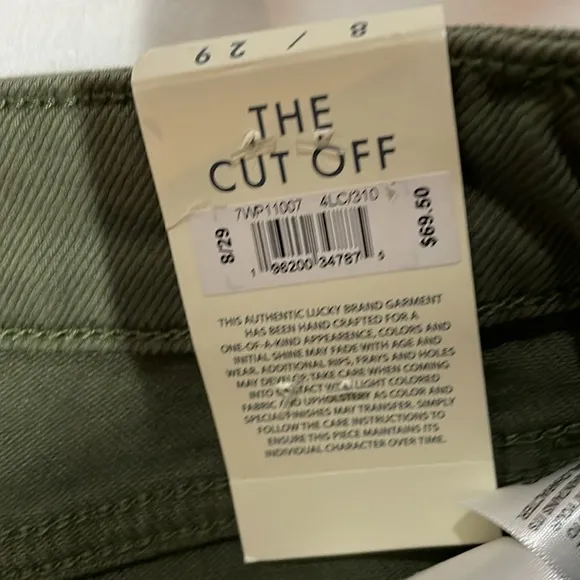 8 / 29
THE
CUT OFF
7WP11007 4LC/310
8/29
$69.50
1 98200 34787 5
THIS AUTHENTIC LUCKY BRAND GARMENT
HAS BEEN HAND CRAFTED FOR A
ONE-OF-A-KIND APPEARENCE, COLORS AND
INITIAL SHINE MAY FADE WITH AGE AND
WEAR. ADDITIONAL RIPS, FRAYS AND HOLES
MAY DEVELOP. TAKE CARE WHEN COMING
INTO CONTACT W/ LIGHT COLORED
FABRIC AND UPHOLSTERY AS COLOR AND
SPECIAL FINISHES MAY TRANSFER. SIMPLY
FOLLOW THE CARE INSTRUCTIONS TO
ENSURE THIS PIECE MAINTAINS ITS
INDIVIDUAL CHARACTER OVER TIME.